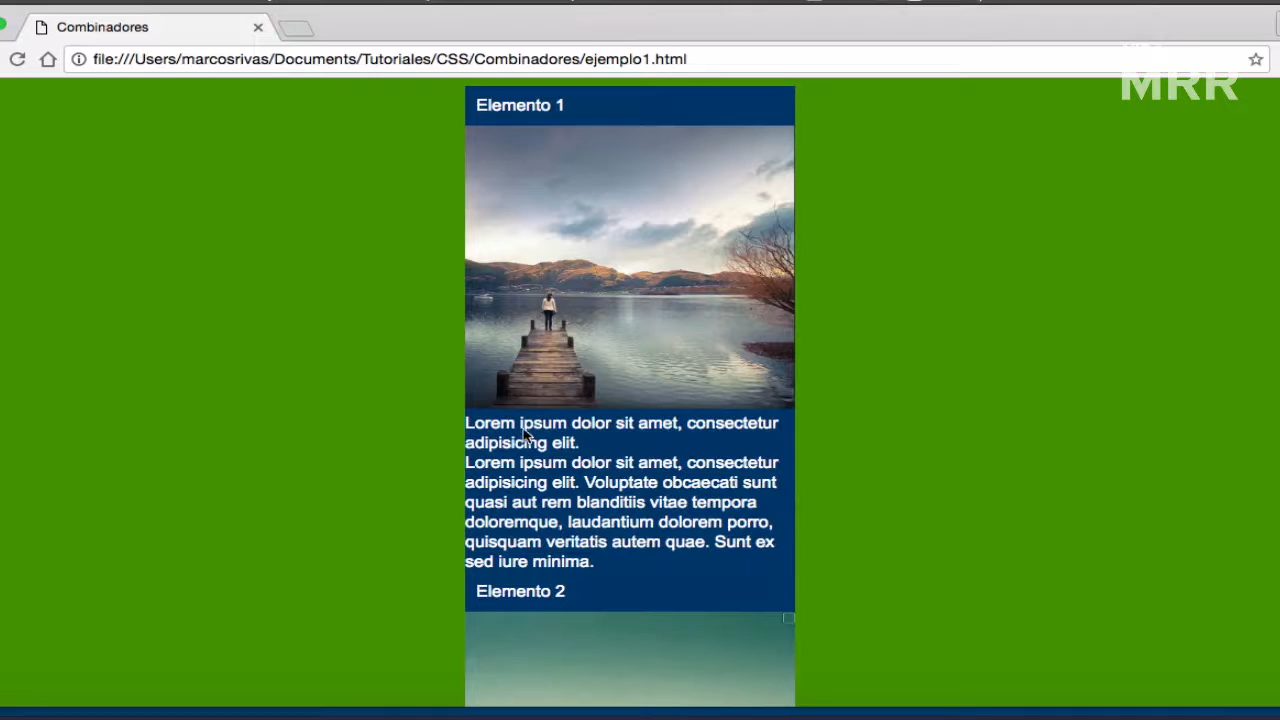 Combinadores
file:///Users/marcosrivas/Documents/Tutoriales/CSS/Combinadores/ejemplo1.html
MRR
Elemento 1
Lorem ipsum dolor sit amet, consectetur
adipisicing elit.
Lorem ipsum dolor sit amet, consectetur
adipisicing elit. Voluptate obcaecati sunt
quasi aut rem blanditiis vitae tempora
doloremque, laudantium dolorem porro,
quisquam veritatis autem quae. Sunt ex
sed iure minima.
Elemento 2